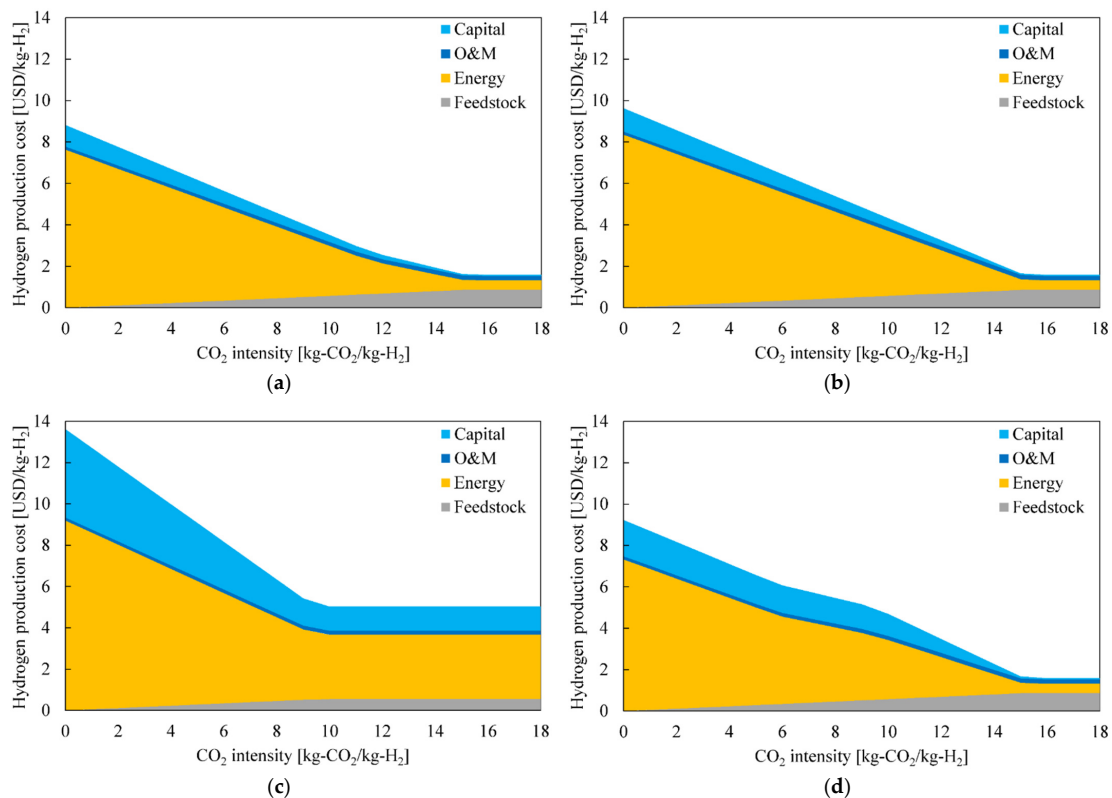 Hydrogen production cost [USD/kg-H₂]
14
12
10
8
6
4
2
0
Capital
O&M
Energy
Feedstock
0 2 4 6 8 10 12 14 16 18
CO₂ intensity [kg-CO₂/kg-H₂]
(a)
Hydrogen production cost [USD/kg-H₂]
14
12
10
8
6
4
2
0
Capital
O&M
Energy
Feedstock
0 2 4 6 8 10 12 14 16 18
CO₂ intensity [kg-CO₂/kg-H₂]
(b)
Hydrogen production cost [USD/kg-H₂]
14
12
10
8
6
4
2
0
Capital
O&M
Energy
Feedstock
0 2 4 6 8 10 12 14 16 18
CO₂ intensity [kg-CO₂/kg-H₂]
(c)
Hydrogen production cost [USD/kg-H₂]
14
12
10
8
6
4
2
0
Capital
O&M
Energy
Feedstock
0 2 4 6 8 10 12 14 16 18
CO₂ intensity [kg-CO₂/kg-H₂]
(d)